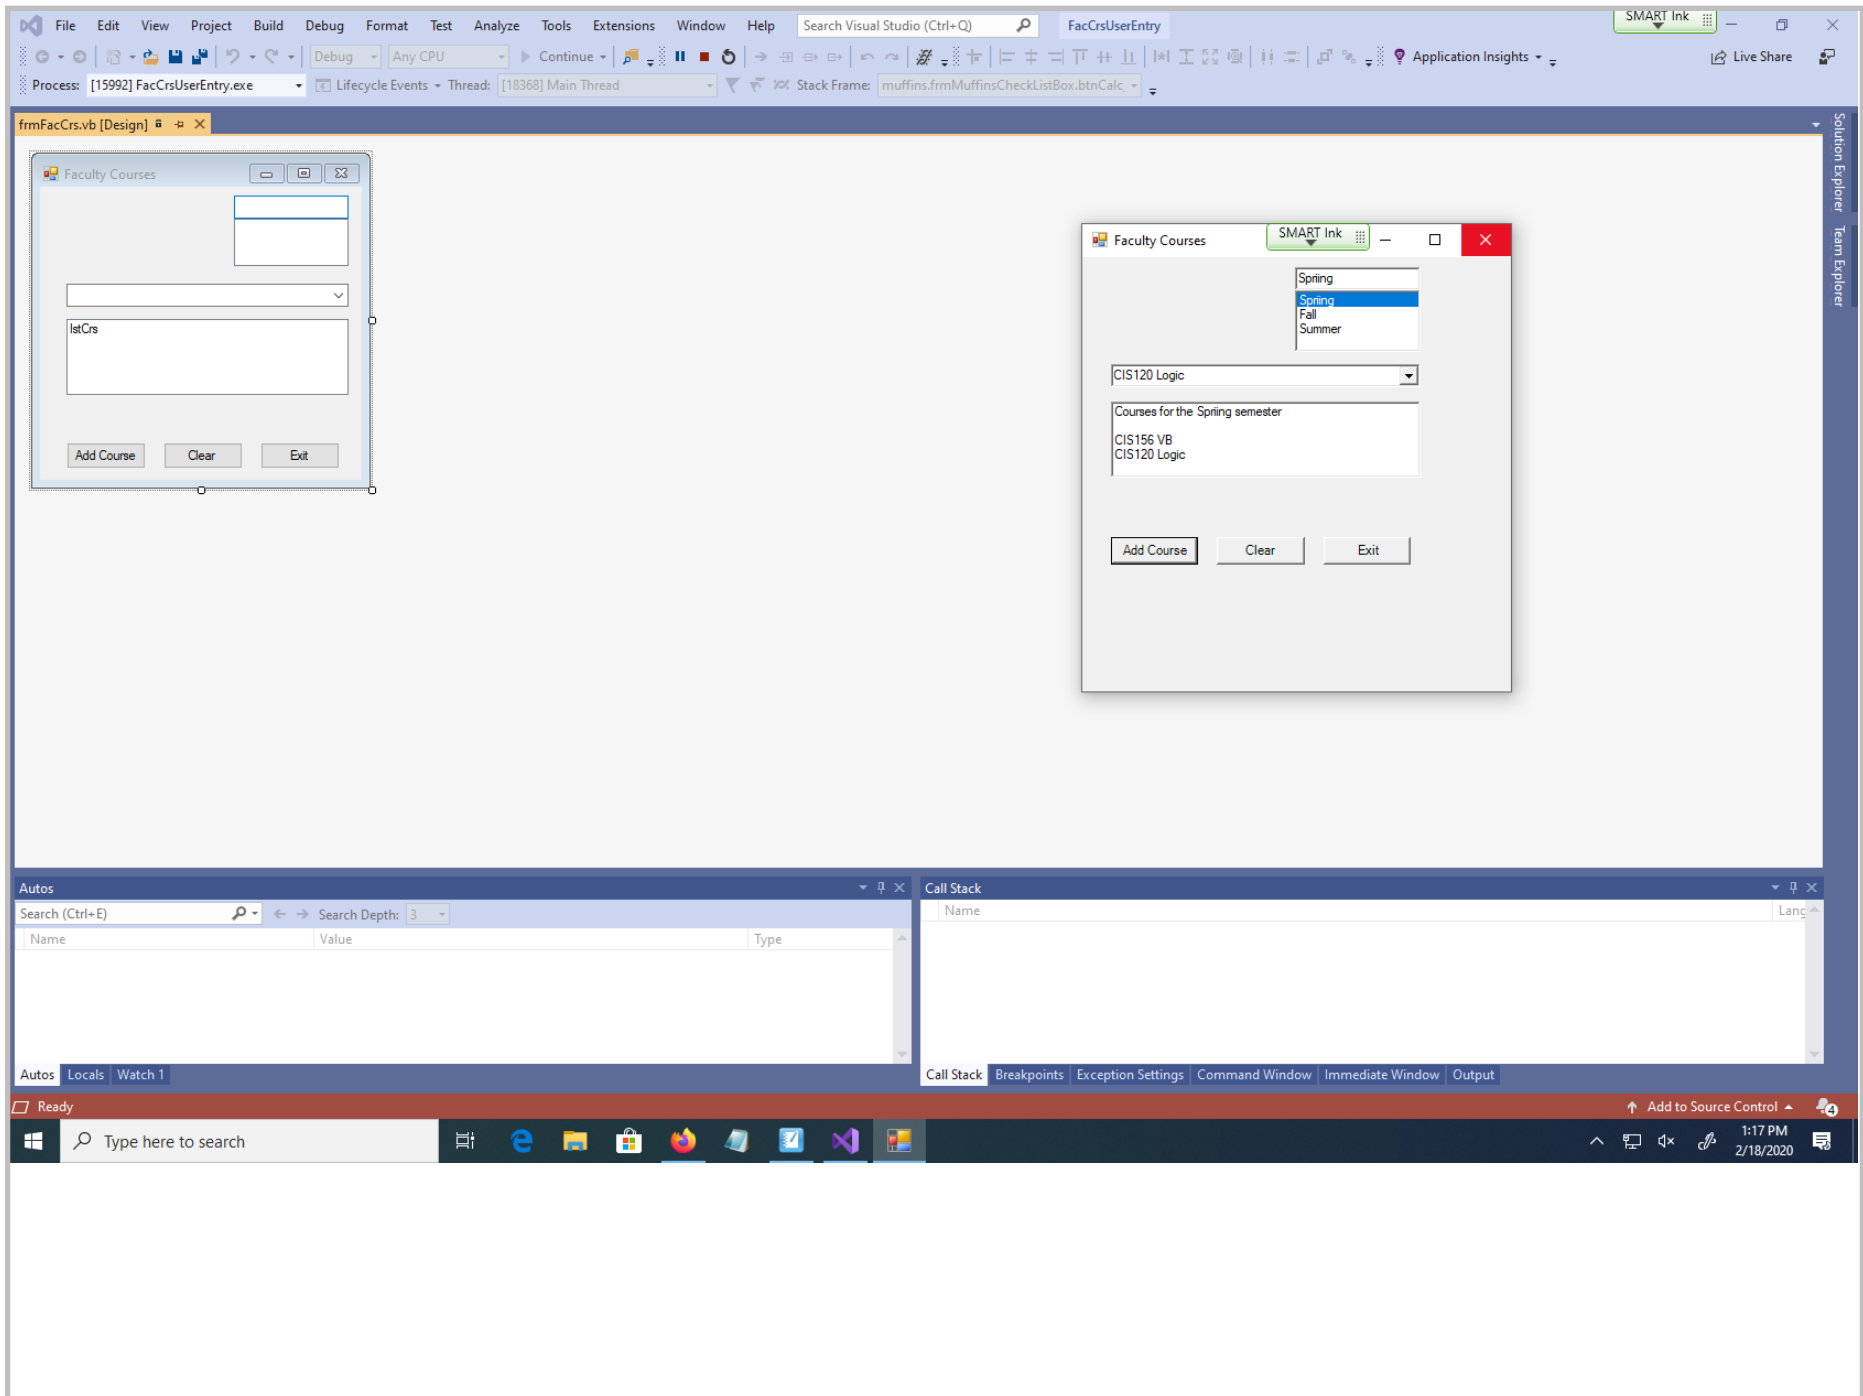 File Edit View Project Build Debug Format Test Analyze Tools Extensions Window Help Search Visual Studio (Ctrl+Q) FacCrsUserEntry SMART Ink
Debug Any CPU Continue Application Insights Live Share
Process: [15992] FacCrsUserEntry.exe Lifecycle Events Thread: [18368] Main Thread Stack Frame: muffins.frmMuffinsCheckListBox.btnCalc
frmFacCrs.vb [Design]
Solution Explorer
Team Explorer
Faculty Courses
lstCrs
Add Course Clear Exit
Faculty Courses SMART Ink
Spriing
Spriing
Fall
Summer
CIS120 Logic
Courses for the Spriing semester
CIS156 VB
CIS120 Logic
Add Course Clear Exit
Autos
Search (Ctrl+E) Search Depth: 3
Name Value Type
Autos Locals Watch 1
Call Stack
Name Lang
Call Stack Breakpoints Exception Settings Command Window Immediate Window Output
Ready Add to Source Control 4
Type here to search
1:17 PM
2/18/2020